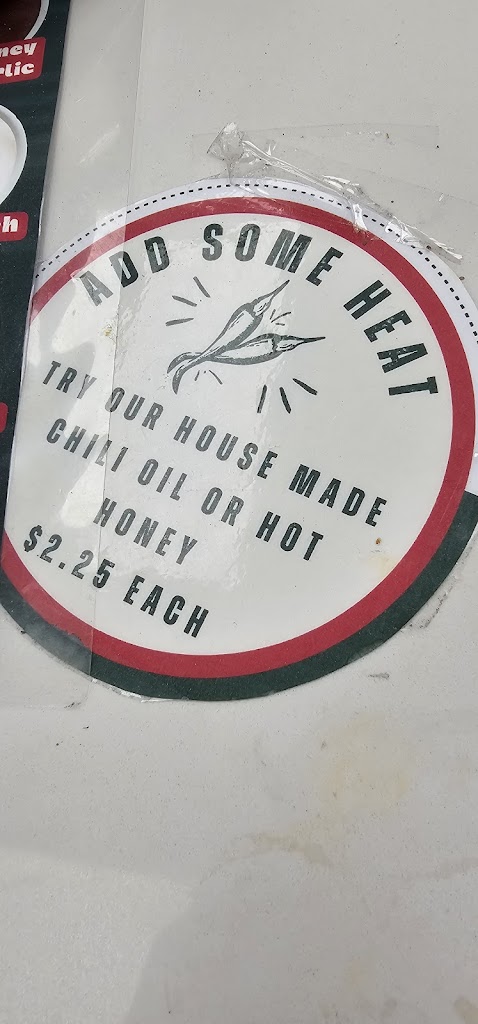 ADD SOME HEAT
TRY OUR HOUSE MADE
CHILI OIL OR HOT
HONEY
$2.25 EACH